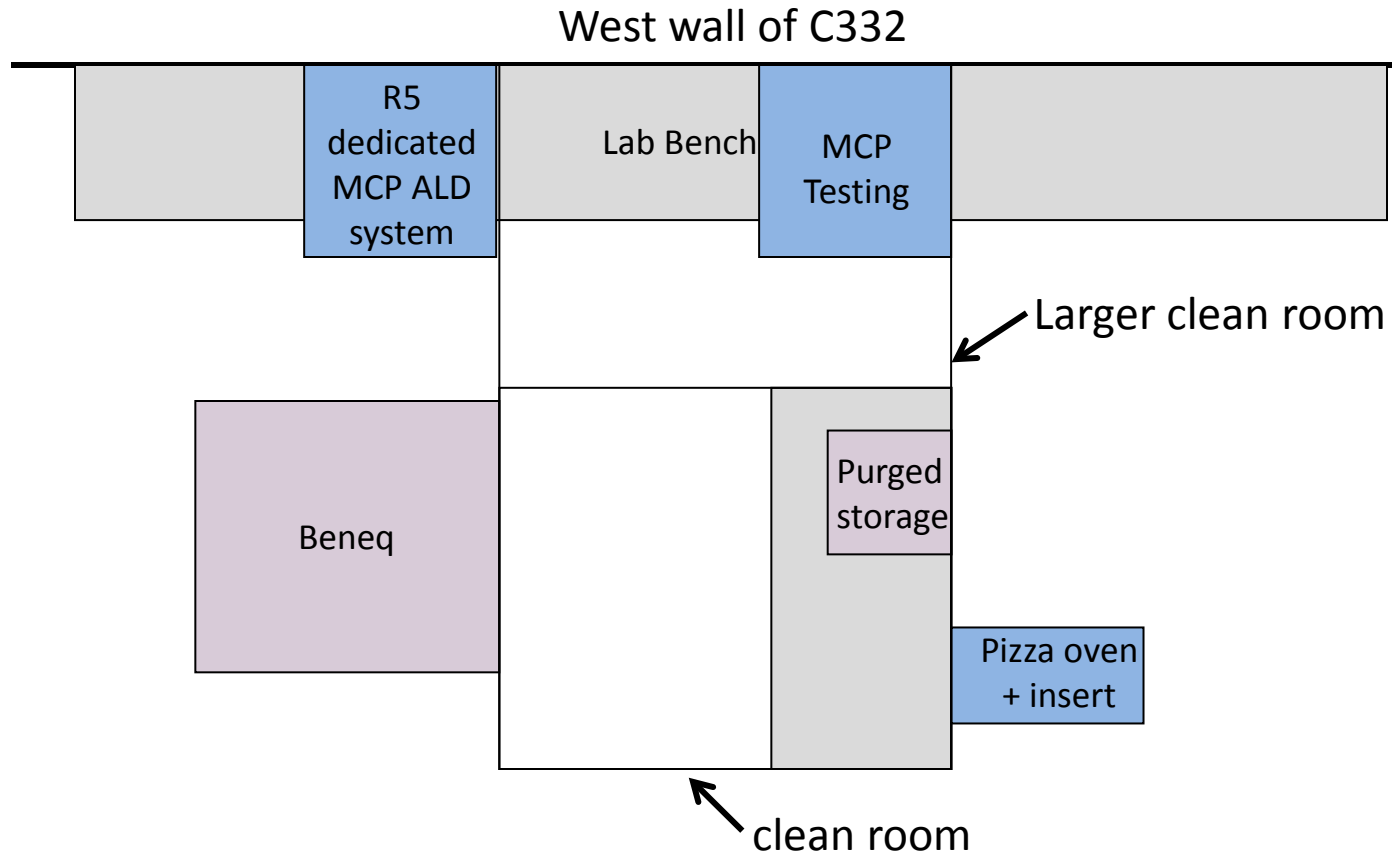 West wall of C332
R5
dedicated
MCP ALD
system
Lab Bench
MCP
Testing
Larger clean room
Beneq
Purged
storage
Pizza oven
+ insert
clean room